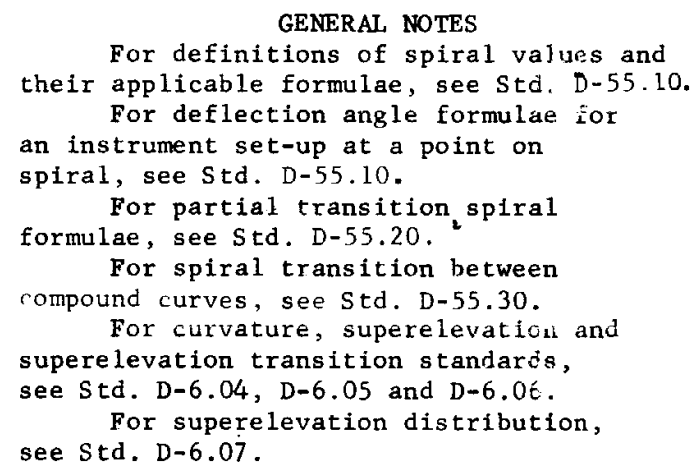 GENERAL NOTES
For definitions of spiral values and
their applicable formulae, see Std. D-55.10.
For deflection angle formulae for
an instrument set-up at a point on
spiral, see Std. D-55.10.
For partial transition spiral
formulae, see Std. D-55.20.
For spiral transition between
compound curves, see Std. D-55.30.
For curvature, superelevation and
superelevation transition standards,
see Std. D-6.04, D-6.05 and D-6.06.
For superelevation distribution,
see Std. D-6.07.